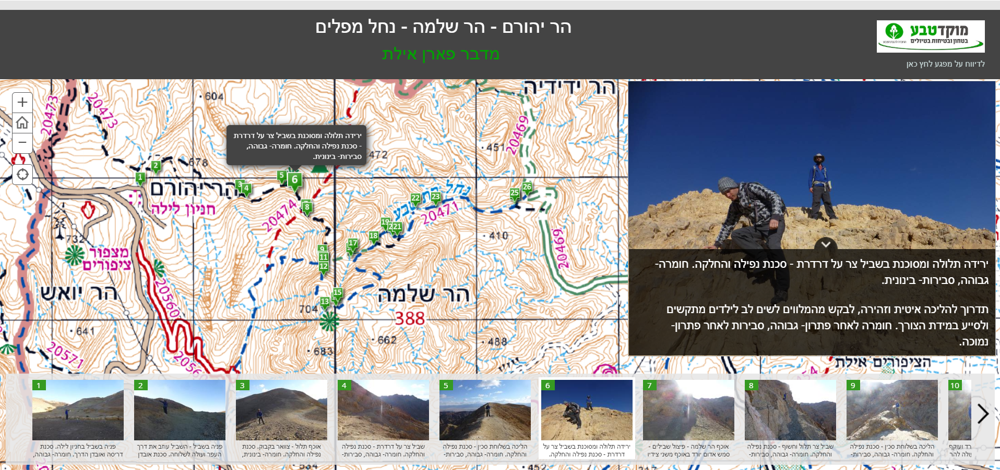 הר יהורם - הר שלמה - נחל מפלים
מדבר פארן אילת
מוקדטבע
בטחון ובטיחות בטיולים
לדיווח על מפגע לחץ כאן
הר ידידיה
604
20473
20473
20469
ירידה תלולה ומסוכנת בשביל צר על דרדרת
- סכנת נפילה והחלקה. חומרה- גבוהה,
סבירות- בינונית.
451
472
678
1
2
3
4
5
6
8
הר יהורם
חניון לילה
20474
נחל
20471
22
23
25
26
19
21
18
17
410
20469
732
מצפור
ציפורים
9
11
12
הר יואש
הר שלמה
20560
15
13
704
388
641
662
488
683
20571
הציפורים אילת
452
ירידה תלולה ומסוכנת בשביל צר על דרדרת - סכנת נפילה והחלקה. חומרה-
גבוהה, סבירות- בינונית.
תדרוך להליכה איטית וזהירה, לבקש מהמלווים לשים לב לילדים מתקשים
ולסייע במידת הצורך. חומרה לאחר פתרון- גבוהה, סבירות לאחר פתרון-
נמוכה.
1
פניה בשביל בחניון לילה. סכנת
דריסה ואובדן הדרך. חומרה- גבוהה,
2
פניה בשביל - השביל עוזב את דרך
העפר ועולה לשלוחה. סכנת אובדן
3
אוכף תלול - צוואר בקבוק. סכנת
נפילה והחלקה. חומרה- בינונית,
4
שביל צר על דרדרת - סכנת נפילה
והחלקה. חומרה- גבוהה, סבירות-
5
הליכה בשלוחת סכין - סכנת נפילה
והחלקה. חומרה- גבוהה, סבירות-
6
ירידה תלולה ומסוכנת בשביל צר על
דרדרת - סכנת נפילה והחלקה.
7
אוכף הר שלמה - פיצול שבילים -
סמש אדום יורד באוכף משני צידיו
8
שביל צר תלול וחשוף - סכנת נפילה
והחלקה. חומרה- גבוהה, סבירות-
9
הליכה בשלוחת סכין - סכנת נפילה
והחלקה. חומרה- גבוהה, סבירות-
10